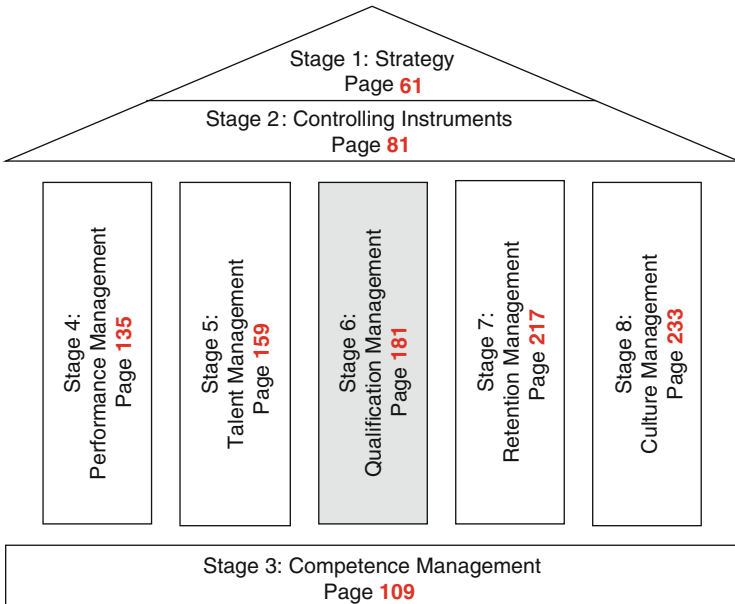 Stage 1: Strategy
Page 61
Stage 2: Controlling Instruments
Page 81
Stage 4:
Performance Management
Page 135
Stage 5:
Talent Management
Page 159
Stage 6:
Qualification Management
Page 181
Stage 7:
Retention Management
Page 217
Stage 8:
Culture Management
Page 233
Stage 3: Competence Management
Page 109